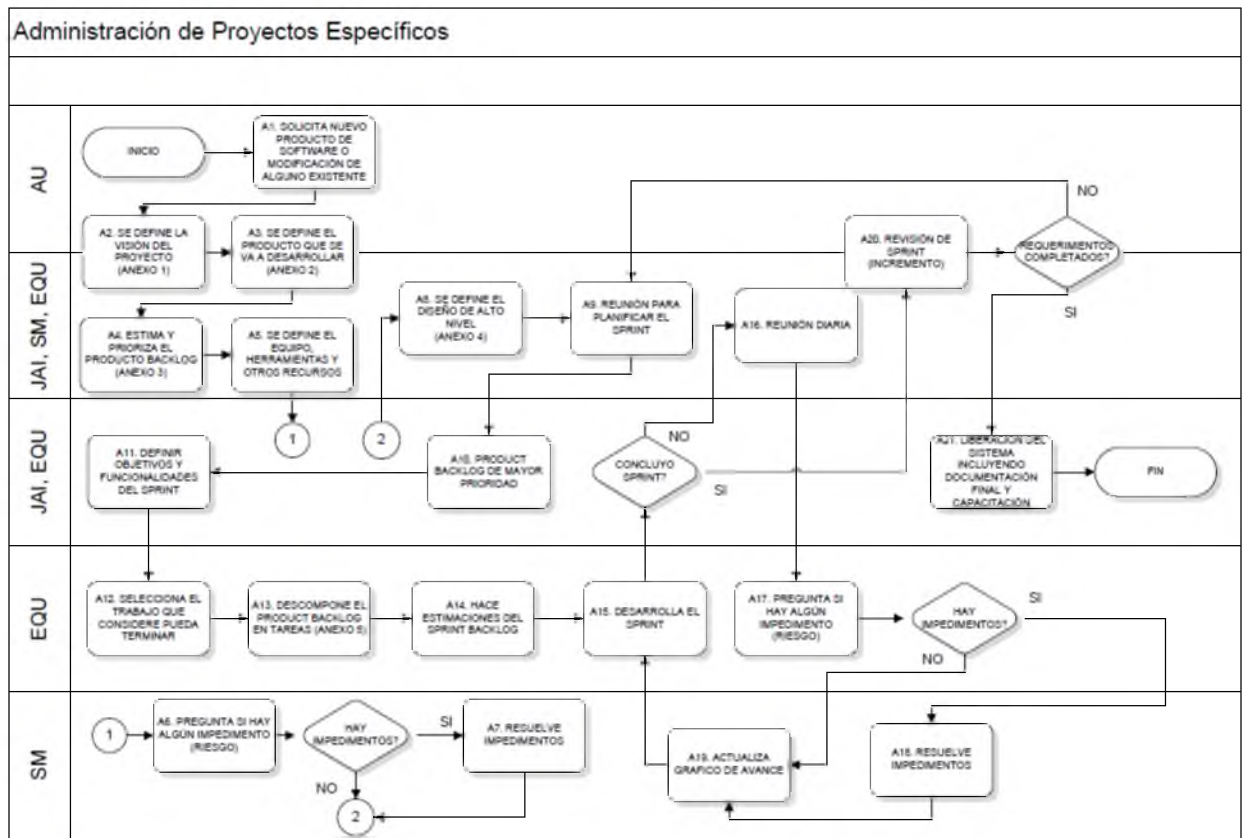 Administración de Proyectos Específicos
AU
INICIO
A1. SOLICITA NUEVO
PRODUCTO DE
SOFTWARE O
MODIFICACIÓN DE
ALGUNO EXISTENTE
A2. SE DEFINE LA
VISIÓN DEL
PROYECTO
(ANEXO 1)
A3. SE DEFINE EL
PRODUCTO QUE SE
VA A DESARROLLAR
(ANEXO 2)
A20. REVISIÓN DE
SPRINT
(INCREMENTO)
REQUERIMIENTOS
COMPLETADOS?
NO
SI
JAI, SM, EQU
A4. ESTIMA Y
PRIORIZA EL
PRODUCTO BACKLOG
(ANEXO 3)
A5. SE DEFINE EL
EQUIPO,
HERRAMIENTAS Y
OTROS RECURSOS
A8. SE DEFINE EL
DISEÑO DE ALTO
NIVEL
(ANEXO 4)
A9. REUNIÓN PARA
PLANIFICAR EL
SPRINT
A16. REUNIÓN DIARIA
JAI, EQU
1
2
A11. DEFINIR
OBJETIVOS Y
FUNCIONALIDADES
DEL SPRINT
A10. PRODUCT
BACKLOG DE MAYOR
PRIORIDAD
CONCLUYO
SPRINT?
NO
SI
A21. LIBERACIÓN DEL
SISTEMA
INCLUYENDO
DOCUMENTACIÓN
FINAL Y
CAPACITACIÓN
FIN
EQU
A12. SELECCIONA EL
TRABAJO QUE
CONSIDERE PUEDA
TERMINAR
A13. DESCOMPONE EL
PRODUCT BACKLOG
EN TAREAS (ANEXO 5)
A14. HACE
ESTIMACIONES DEL
SPRINT BACKLOG
A15. DESARROLLA EL
SPRINT
A17. PREGUNTA SI
HAY ALGÚN
IMPEDIMENTO
(RIESGO)
HAY
IMPEDIMENTOS?
SI
NO
SM
1
A6. PREGUNTA SI HAY
ALGÚN IMPEDIMENTO
(RIESGO)
HAY
IMPEDIMENTOS?
SI
NO
A7. RESUELVE
IMPEDIMENTOS
2
A19. ACTUALIZA
GRAFICO DE AVANCE
A18. RESUELVE
IMPEDIMENTOS